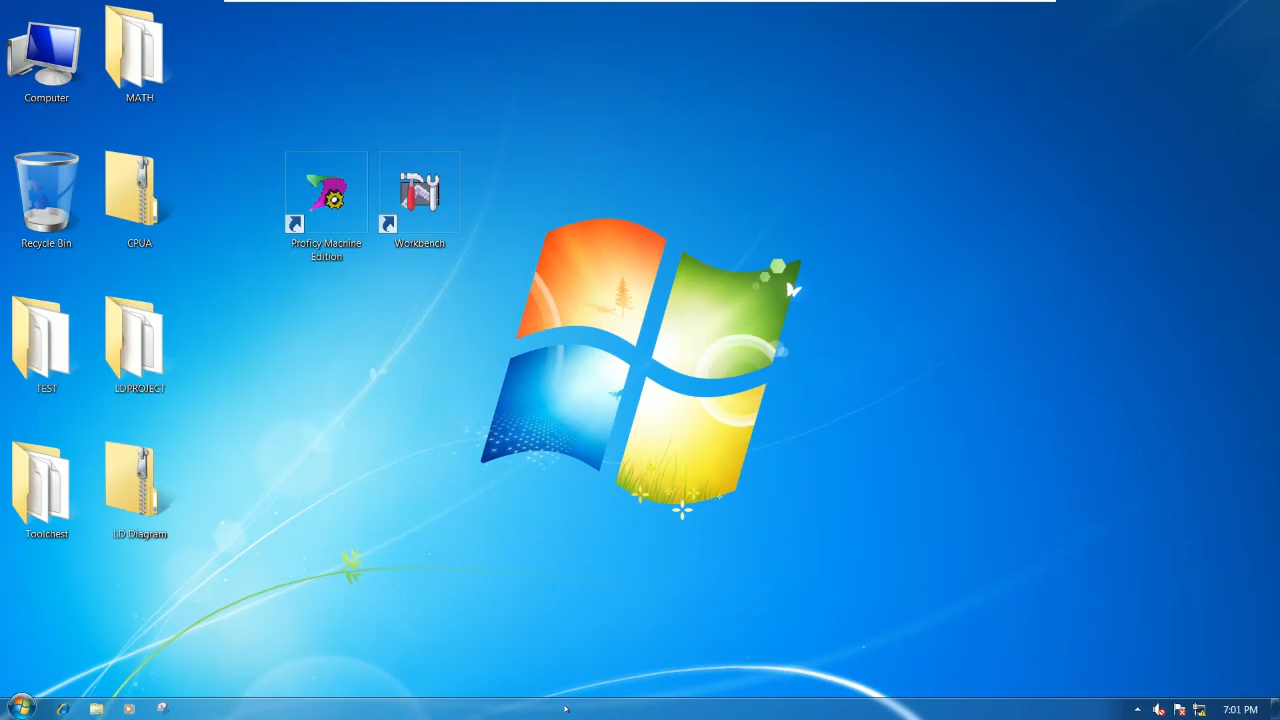 Computer
MATH
Recycle Bin
CPUA
Proficy Machine
Edition
Workbench
TEST
LDPROJECT
Toolchest
LD Diagram
7:01 PM